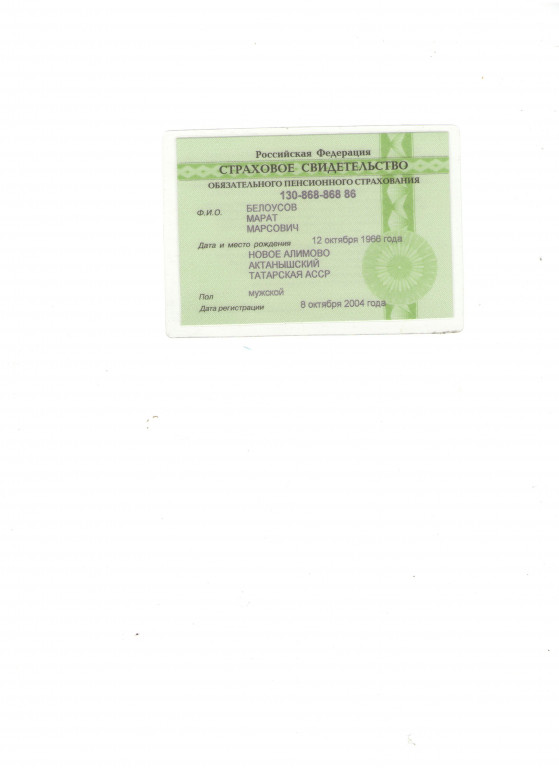 Российская Федерация
СТРАХОВОЕ СВИДЕТЕЛЬСТВО
ОБЯЗАТЕЛЬНОГО ПЕНСИОННОГО СТРАХОВАНИЯ
130-868-868 86
Ф.И.О. БЕЛОУСОВ
МАРАТ
МАРСОВИЧ
Дата и место рождения 12 октября 1966 года
НОВОЕ АЛИМОВО
АКТАНЫШСКИЙ
ТАТАРСКАЯ АССР
Пол мужской
Дата регистрации 8 октября 2004 года